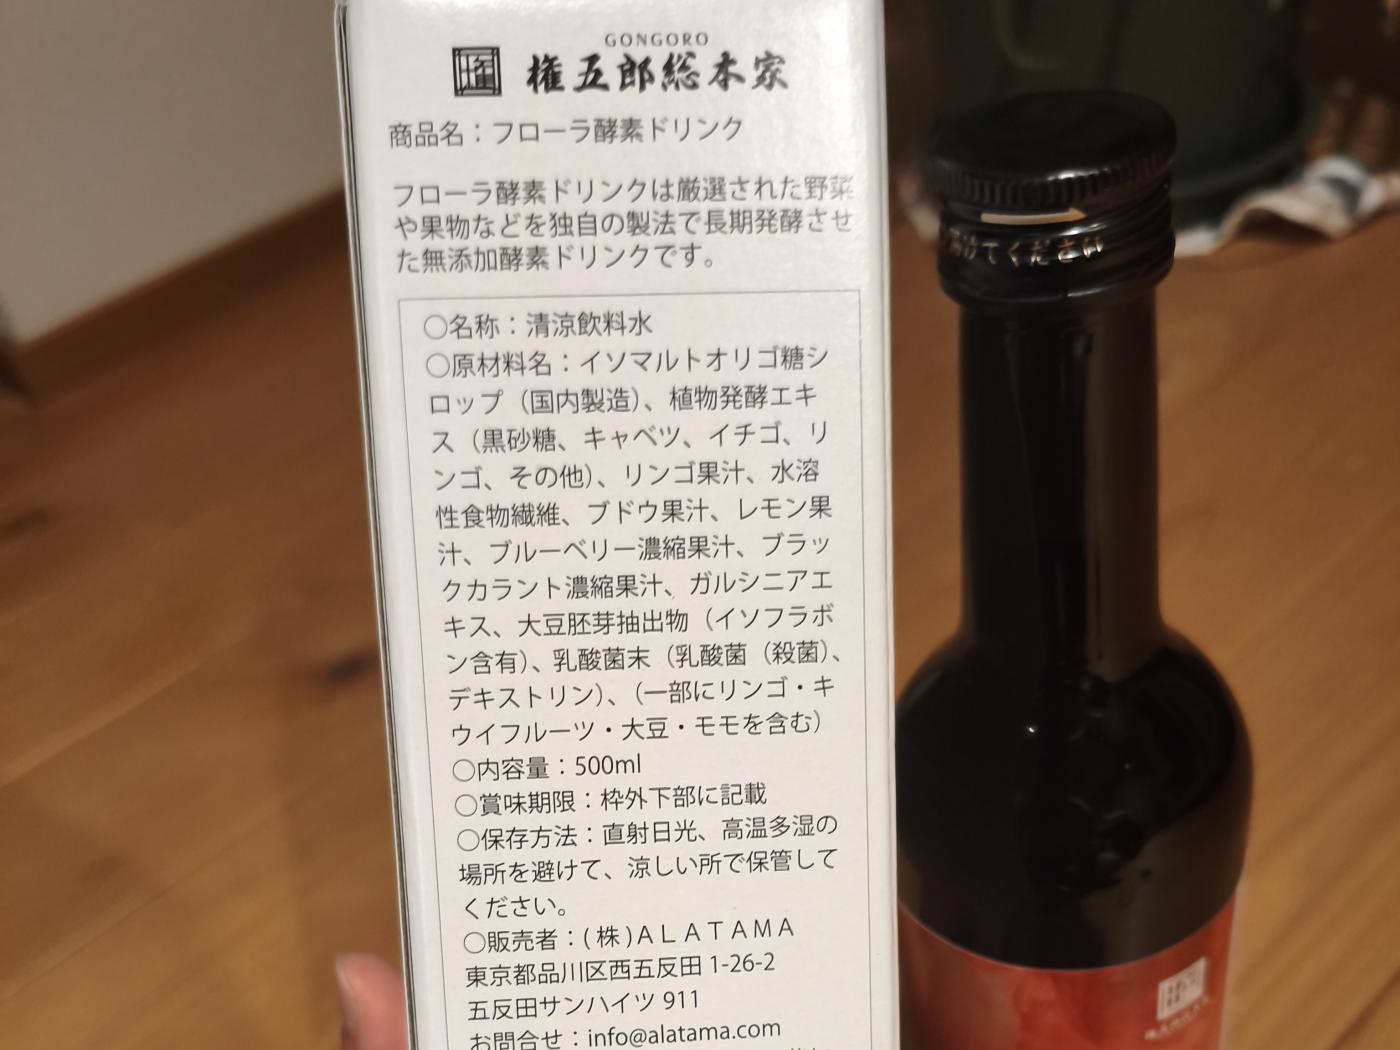 GONGORO
権五郎総本家
商品名：フローラ酵素ドリンク
フローラ酵素ドリンクは厳選された野菜
や果物などを独自の製法で長期発酵させ
た無添加酵素ドリンクです。
○名称：清涼飲料水
○原材料名：イソマルトオリゴ糖シ
ロップ（国内製造）、植物発酵エキ
ス（黒砂糖、キャベツ、イチゴ、リ
ンゴ、その他）、リンゴ果汁、水溶
性食物繊維、ブドウ果汁、レモン果
汁、ブルーベリー濃縮果汁、ブラッ
クカラント濃縮果汁、ガルシニアエ
キス、大豆胚芽抽出物（イソフラボ
ン含有）、乳酸菌末（乳酸菌（殺菌）、
デキストリン）、（一部にリンゴ・キ
ウイフルーツ・大豆・モモを含む）
○内容量：500ml
○賞味期限：枠外下部に記載
○保存方法：直射日光、高温多湿の
場所を避けて、涼しい所で保管して
ください。
○販売者：(株)ＡＬＡＴＡＭＡ
東京都品川区西五反田 1-26-2
五反田サンハイツ 911
お問合せ：info@alatama.com
けてください